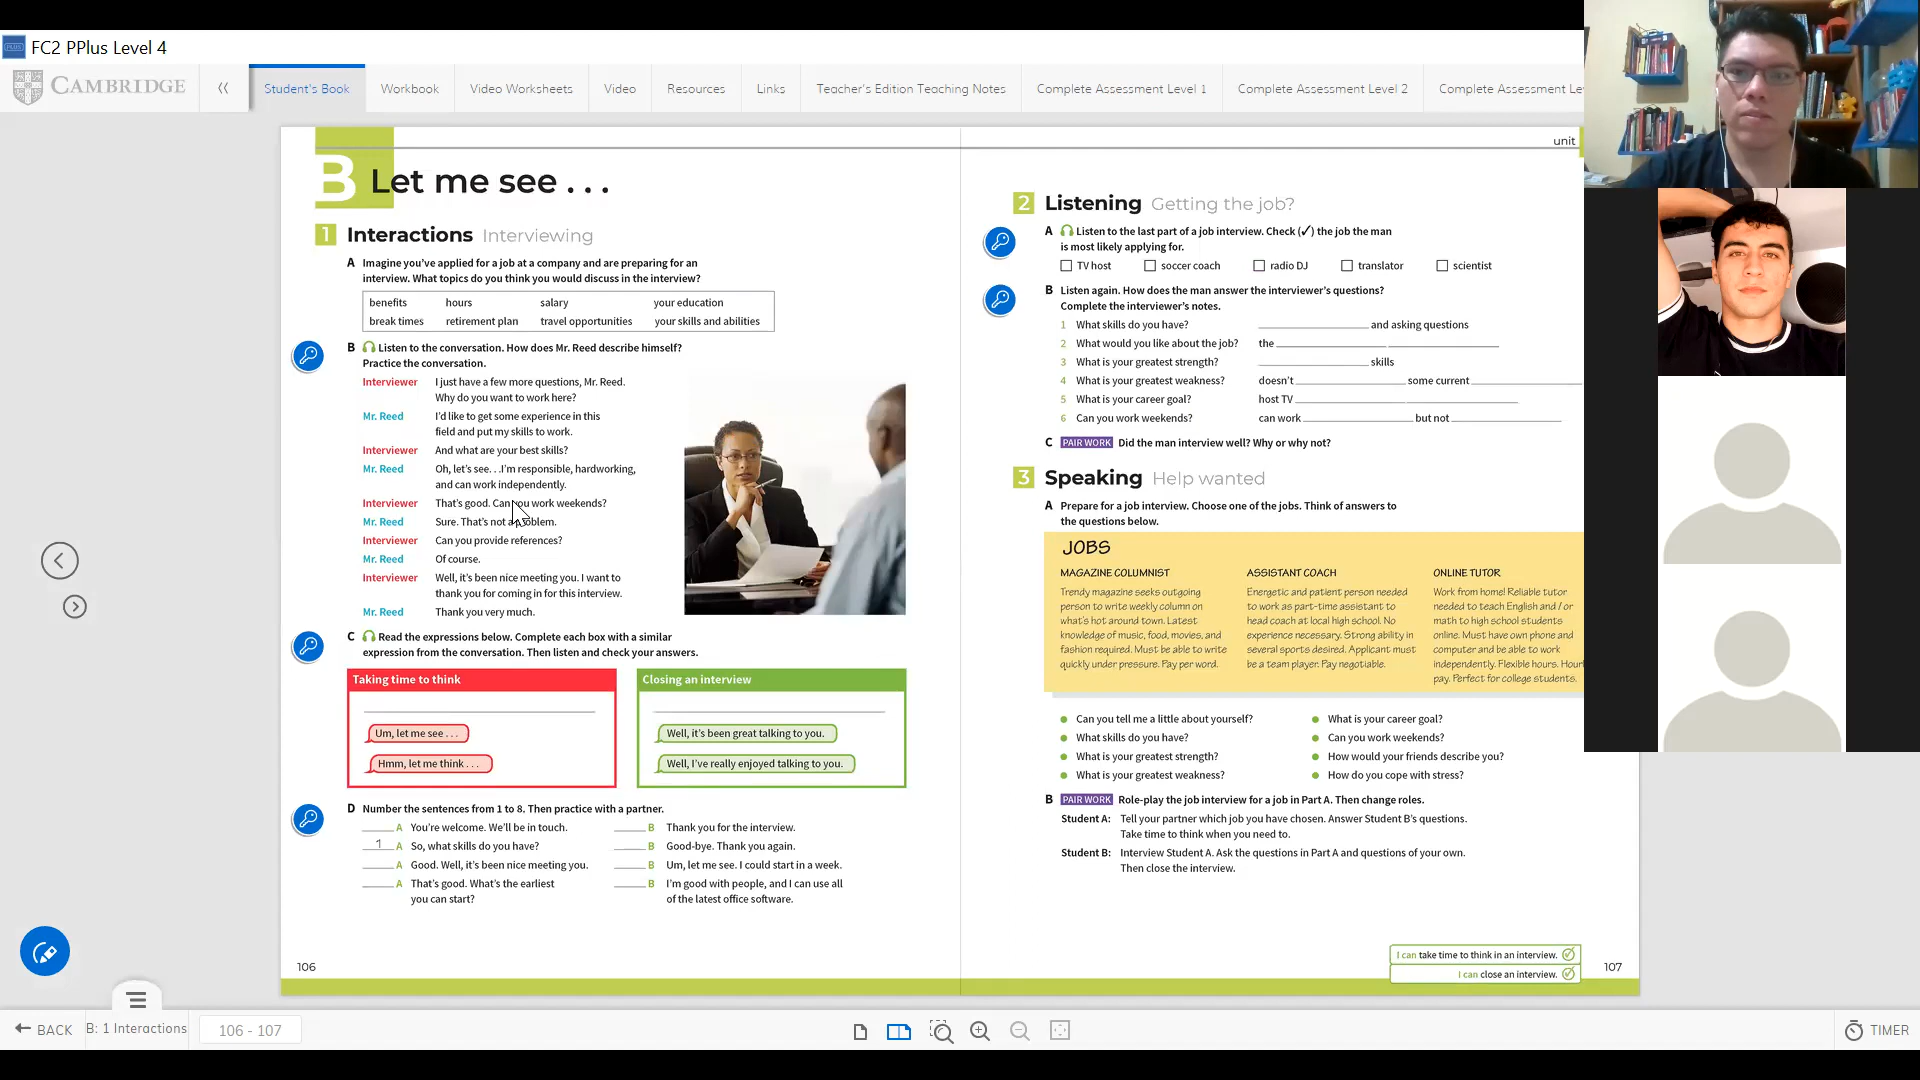 FC2 PPlus Level 4
CAMBRIDGE
Student's Book
Workbook
Video Worksheets
Video
Resources
Links
Teacher's Edition Teaching Notes
Complete Assessment Level 1
Complete Assessment Level 2
Complete Assessment Le
B Let me see . . .
1 Interactions Interviewing
A Imagine you've applied for a job at a company and are preparing for an
interview. What topics do you think you would discuss in the interview?
benefits hours salary your education
break times retirement plan travel opportunities your skills and abilities
B Listen to the conversation. How does Mr. Reed describe himself?
Practice the conversation.
Interviewer I just have a few more questions, Mr. Reed.
Why do you want to work here?
Mr. Reed I'd like to get some experience in this
field and put my skills to work.
Interviewer And what are your best skills?
Mr. Reed Oh, let's see. . .I'm responsible, hardworking,
and can work independently.
Interviewer That's good. Can you work weekends?
Mr. Reed Sure. That's not a problem.
Interviewer Can you provide references?
Mr. Reed Of course.
Interviewer Well, it's been nice meeting you. I want to
thank you for coming in for this interview.
Mr. Reed Thank you very much.
C Read the expressions below. Complete each box with a similar
expression from the conversation. Then listen and check your answers.
Taking time to think
Um, let me see . . .
Hmm, let me think . . .
Closing an interview
Well, it's been great talking to you.
Well, I've really enjoyed talking to you.
D Number the sentences from 1 to 8. Then practice with a partner.
A You're welcome. We'll be in touch.
1 A So, what skills do you have?
A Good. Well, it's been nice meeting you.
A That's good. What's the earliest
you can start?
B Thank you for the interview.
B Good-bye. Thank you again.
B Um, let me see. I could start in a week.
B I'm good with people, and I can use all
of the latest office software.
106
unit
2 Listening Getting the job?
A Listen to the last part of a job interview. Check (✓) the job the man
is most likely applying for.
TV host soccer coach radio DJ translator scientist
B Listen again. How does the man answer the interviewer's questions?
Complete the interviewer's notes.
1 What skills do you have? and asking questions
2 What would you like about the job? the
3 What is your greatest strength? skills
4 What is your greatest weakness? doesn't some current
5 What is your career goal? host TV
6 Can you work weekends? can work but not
C PAIR WORK Did the man interview well? Why or why not?
3 Speaking Help wanted
A Prepare for a job interview. Choose one of the jobs. Think of answers to
the questions below.
JOBS
MAGAZINE COLUMNIST
Trendy magazine seeks outgoing
person to write weekly column on
what's hot around town. Latest
knowledge of music, food, movies, and
fashion required. Must be able to write
quickly under pressure. Pay per word.
ASSISTANT COACH
Energetic and patient person needed
to work as part-time assistant to
head coach at local high school. No
experience necessary. Strong ability in
several sports desired. Applicant must
be a team player. Pay negotiable.
ONLINE TUTOR
Work from home! Reliable tutor
needed to teach English and / or
math to high school students
online. Must have own phone and
computer and be able to work
independently. Flexible hours. Hourl
pay. Perfect for college students.
Can you tell me a little about yourself?
What skills do you have?
What is your greatest strength?
What is your greatest weakness?
What is your career goal?
Can you work weekends?
How would your friends describe you?
How do you cope with stress?
B PAIR WORK Role-play the job interview for a job in Part A. Then change roles.
Student A: Tell your partner which job you have chosen. Answer Student B's questions.
Take time to think when you need to.
Student B: Interview Student A. Ask the questions in Part A and questions of your own.
Then close the interview.
I can take time to think in an interview.
I can close an interview.
107
BACK
B: 1 Interactions
106 - 107
TIMER